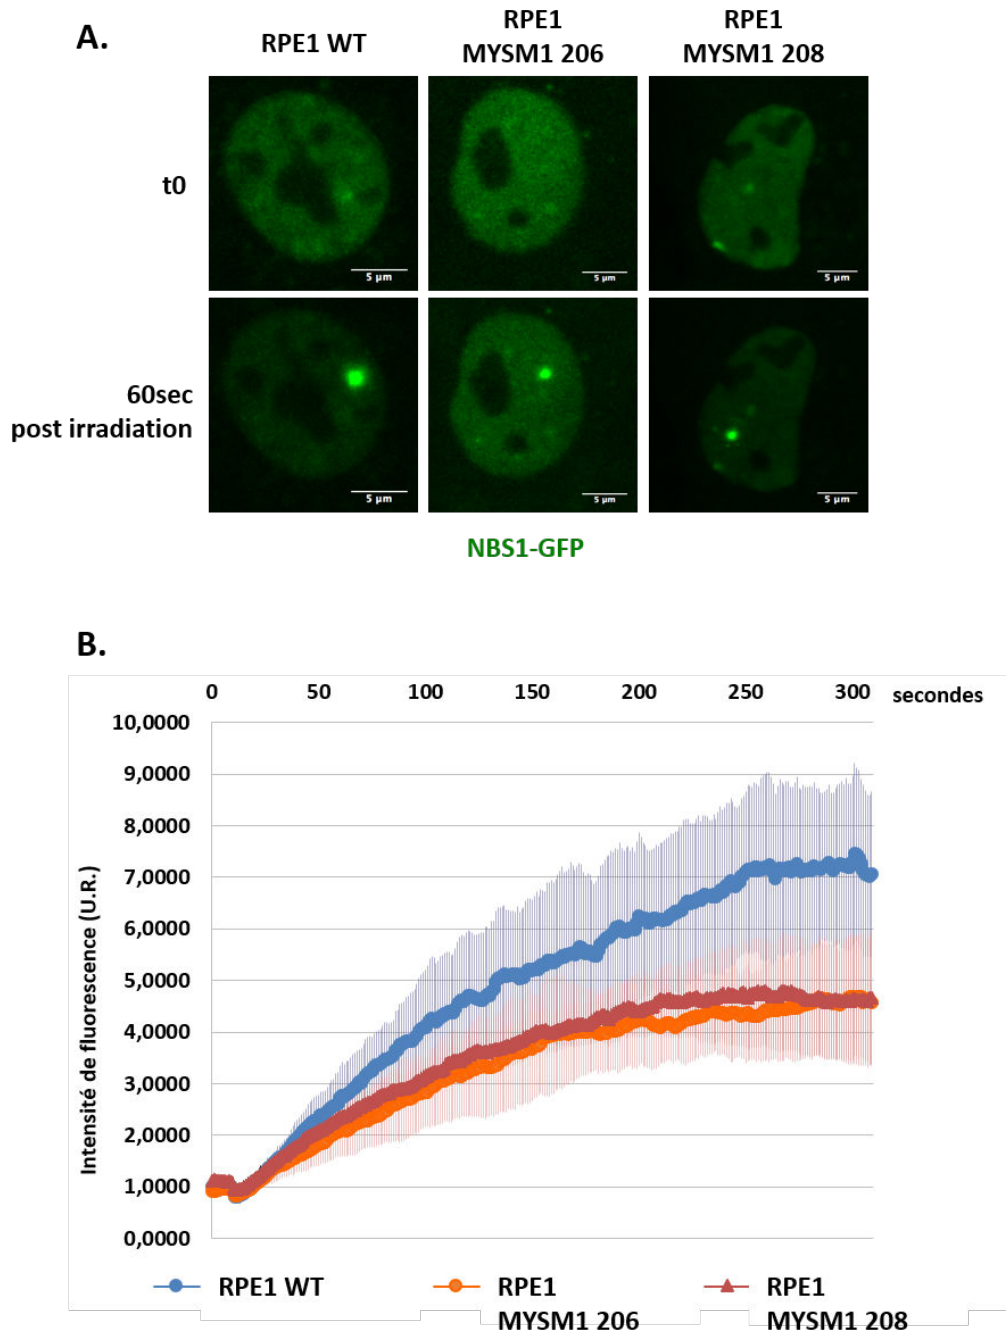 A.
RPE1 WT
RPE1
MYSM1 206
RPE1
MYSM1 208
t0
5 µm
5 µm
5 µm
60sec
post irradiation
5 µm
5 µm
5 µm
NBS1-GFP
B.
0 50 100 150 200 250 300 secondes
10,0000
9,0000
8,0000
7,0000
6,0000
5,0000
4,0000
3,0000
2,0000
1,0000
0,0000
Intensité de fluorescence (U.R.)
RPE1 WT
RPE1
MYSM1 206
RPE1
MYSM1 208